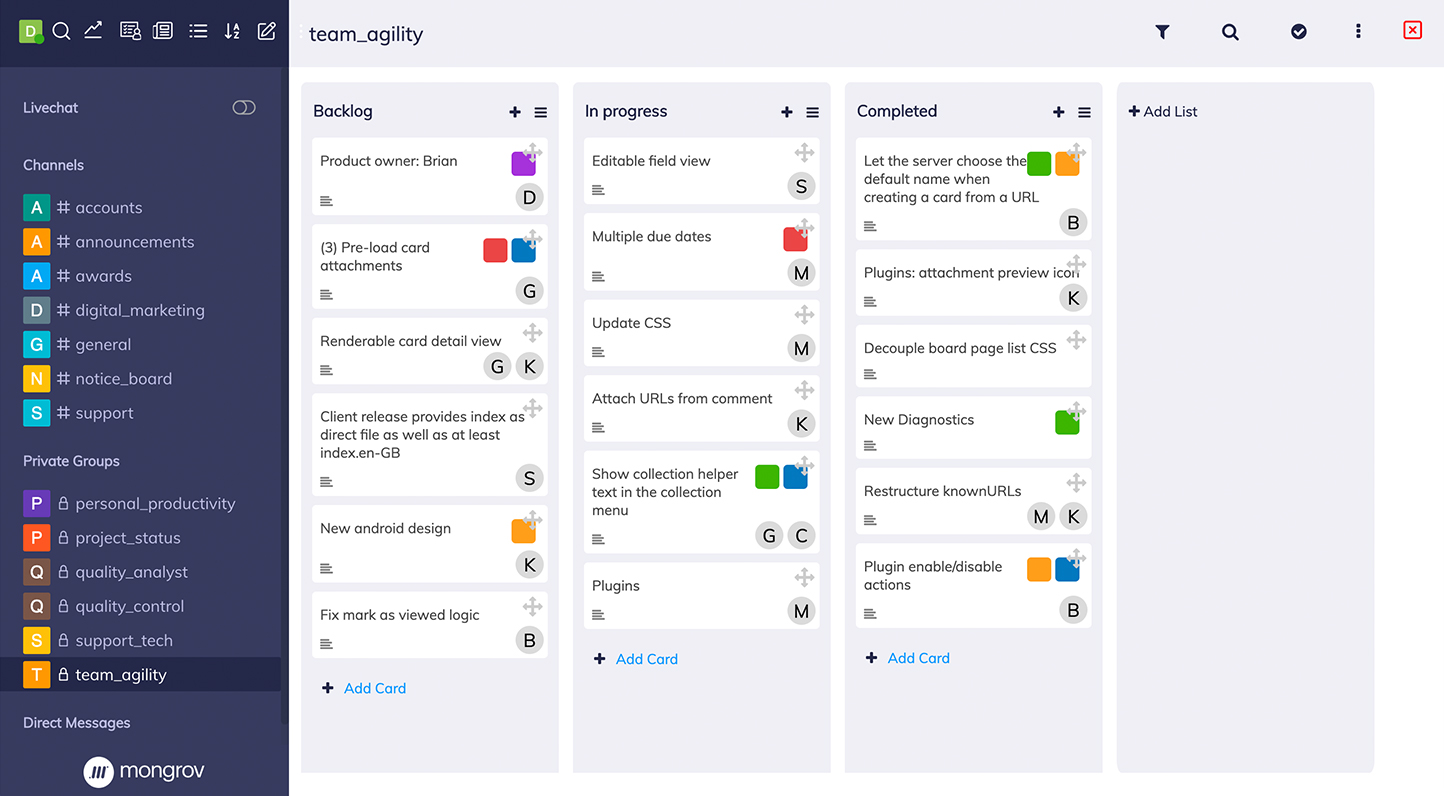 D
team_agility
Livechat
Channels
A # accounts
A # announcements
A # awards
D # digital_marketing
G # general
N # notice_board
S # support
Private Groups
P personal_productivity
P project_status
Q quality_analyst
Q quality_control
S support_tech
T team_agility
Direct Messages
mongrov
Backlog
Product owner: Brian
D
(3) Pre-load card
attachments
G
Renderable card detail view
G K
Client release provides index as
direct file as well as at least
index.en-GB
S
New android design
K
Fix mark as viewed logic
B
+ Add Card
In progress
Editable field view
S
Multiple due dates
M
Update CSS
M
Attach URLs from comment
K
Show collection helper
text in the collection
menu
G C
Plugins
M
+ Add Card
Completed
Let the server choose the
default name when
creating a card from a URL
B
Plugins: attachment preview icon
K
Decouple board page list CSS
New Diagnostics
Restructure knownURLs
M K
Plugin enable/disable
actions
B
+ Add Card
+ Add List